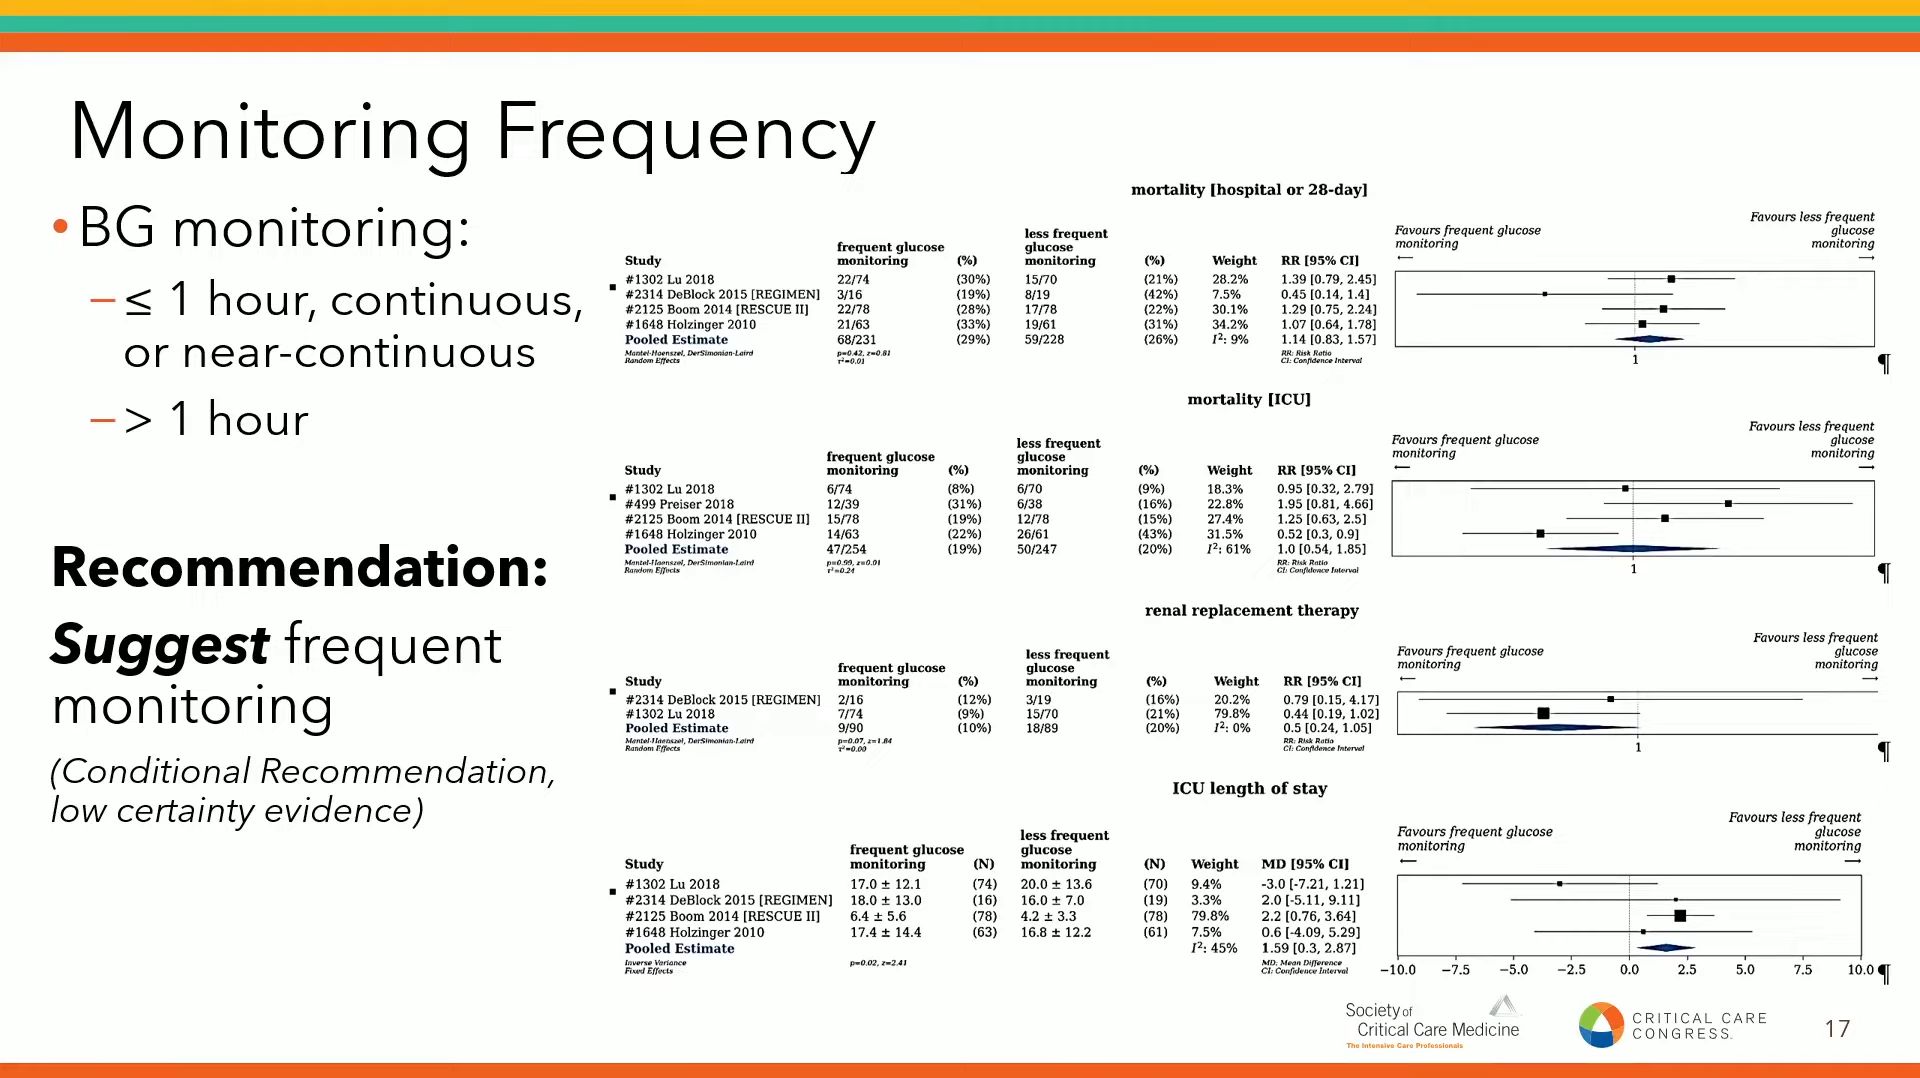 Monitoring Frequency
• BG monitoring:
– ≤ 1 hour, continuous,
or near-continuous
– > 1 hour
Recommendation:
Suggest frequent
monitoring
(Conditional Recommendation,
low certainty evidence)
mortality [hospital or 28-day]
Favours frequent glucose
monitoring
←
Favours less frequent
glucose
monitoring
→
Study frequent glucose monitoring (%) less frequent glucose monitoring (%) Weight RR [95% CI]
#1302 Lu 2018 22/74 (30%) 15/70 (21%) 28.2% 1.39 [0.79, 2.45]
#2314 DeBlock 2015 [REGIMEN] 3/16 (19%) 8/19 (42%) 7.5% 0.45 [0.14, 1.4]
#2125 Boom 2014 [RESCUE II] 22/78 (28%) 17/78 (22%) 30.1% 1.29 [0.75, 2.24]
#1648 Holzinger 2010 21/63 (33%) 19/61 (31%) 34.2% 1.07 [0.64, 1.78]
Pooled Estimate 68/231 (29%) 59/228 (26%) I²: 9% 1.14 [0.83, 1.57]
Mantel-Haenszel, DerSimonian-Laird p=0.42, z=0.81 RR: Risk Ratio
Random Effects τ²=0.01 CI: Confidence Interval
1
¶
mortality [ICU]
Favours frequent glucose
monitoring
←
Favours less frequent
glucose
monitoring
→
Study frequent glucose monitoring (%) less frequent glucose monitoring (%) Weight RR [95% CI]
#1302 Lu 2018 6/74 (8%) 6/70 (9%) 18.3% 0.95 [0.32, 2.79]
#499 Preiser 2018 12/39 (31%) 6/38 (16%) 22.8% 1.95 [0.81, 4.66]
#2125 Boom 2014 [RESCUE II] 15/78 (19%) 12/78 (15%) 27.4% 1.25 [0.63, 2.5]
#1648 Holzinger 2010 14/63 (22%) 26/61 (43%) 31.5% 0.52 [0.3, 0.9]
Pooled Estimate 47/254 (19%) 50/247 (20%) I²: 61% 1.0 [0.54, 1.85]
Mantel-Haenszel, DerSimonian-Laird p=0.99, z=0.01 RR: Risk Ratio
Random Effects τ²=0.24 CI: Confidence Interval
1
¶
renal replacement therapy
Favours frequent glucose
monitoring
←
Favours less frequent
glucose
monitoring
→
Study frequent glucose monitoring (%) less frequent glucose monitoring (%) Weight RR [95% CI]
#2314 DeBlock 2015 [REGIMEN] 2/16 (12%) 3/19 (16%) 20.2% 0.79 [0.15, 4.17]
#1302 Lu 2018 7/74 (9%) 15/70 (21%) 79.8% 0.44 [0.19, 1.02]
Pooled Estimate 9/90 (10%) 18/89 (20%) I²: 0% 0.5 [0.24, 1.05]
Mantel-Haenszel, DerSimonian-Laird p=0.07, z=1.84 RR: Risk Ratio
Random Effects τ²=0.00 CI: Confidence Interval
1
¶
ICU length of stay
Favours frequent glucose
monitoring
←
Favours less frequent
glucose
monitoring
→
Study frequent glucose monitoring (N) less frequent glucose monitoring (N) Weight MD [95% CI]
#1302 Lu 2018 17.0 ± 12.1 (74) 20.0 ± 13.6 (70) 9.4% -3.0 [-7.21, 1.21]
#2314 DeBlock 2015 [REGIMEN] 18.0 ± 13.0 (16) 16.0 ± 7.0 (19) 3.3% 2.0 [-5.11, 9.11]
#2125 Boom 2014 [RESCUE II] 6.4 ± 5.6 (78) 4.2 ± 3.3 (78) 79.8% 2.2 [0.76, 3.64]
#1648 Holzinger 2010 17.4 ± 14.4 (63) 16.8 ± 12.2 (61) 7.5% 0.6 [-4.09, 5.29]
Pooled Estimate I²: 45% 1.59 [0.3, 2.87]
Inverse Variance p=0.02, z=2.41 MD: Mean Difference
Fixed Effects CI: Confidence Interval
−10.0 −7.5 −5.0 −2.5 0.0 2.5 5.0 7.5 10.0
¶
Society of
Critical Care Medicine
The Intensive Care Professionals
CRITICAL CARE
CONGRESS.
17